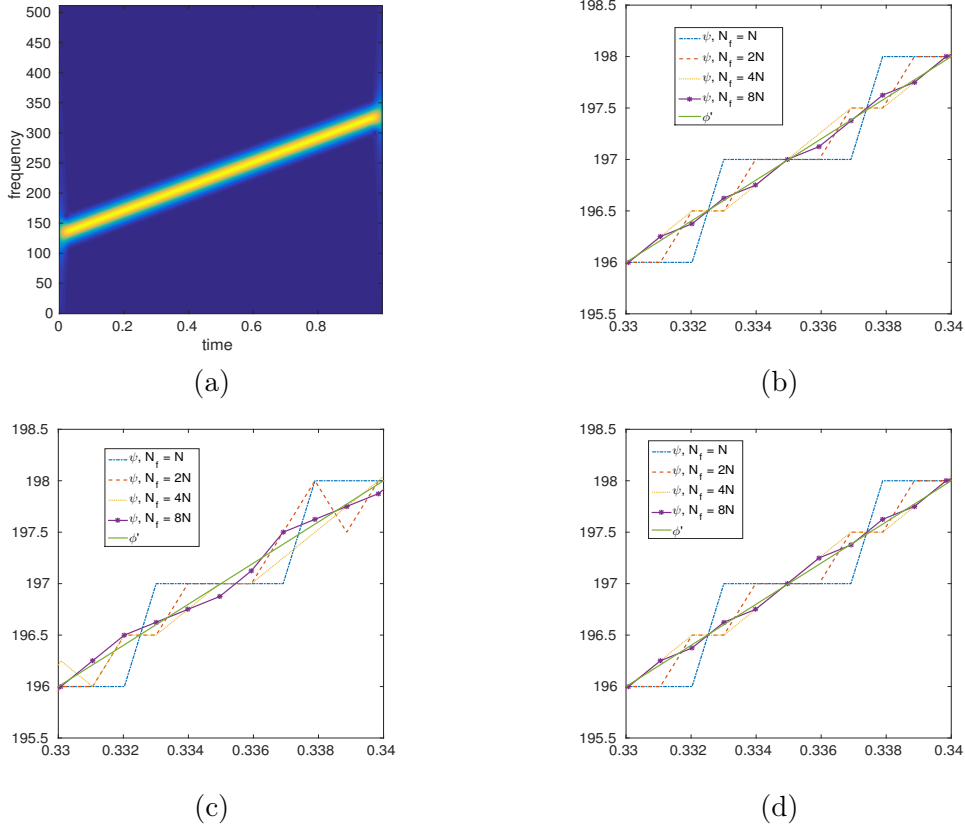 500
450
400
350
300
250
200
150
100
50
0
frequency
0 0.2 0.4 0.6 0.8
time
(a)
198.5
198
197.5
197
196.5
196
195.5
ψ, N_f = N
ψ, N_f = 2N
ψ, N_f = 4N
ψ, N_f = 8N
ϕ'
0.33 0.332 0.334 0.336 0.338 0.34
(b)
198.5
198
197.5
197
196.5
196
195.5
ψ, N_f = N
ψ, N_f = 2N
ψ, N_f = 4N
ψ, N_f = 8N
ϕ'
0.33 0.332 0.334 0.336 0.338 0.34
(c)
198.5
198
197.5
197
196.5
196
195.5
ψ, N_f = N
ψ, N_f = 2N
ψ, N_f = 4N
ψ, N_f = 8N
ϕ'
0.33 0.332 0.334 0.336 0.338 0.34
(d)